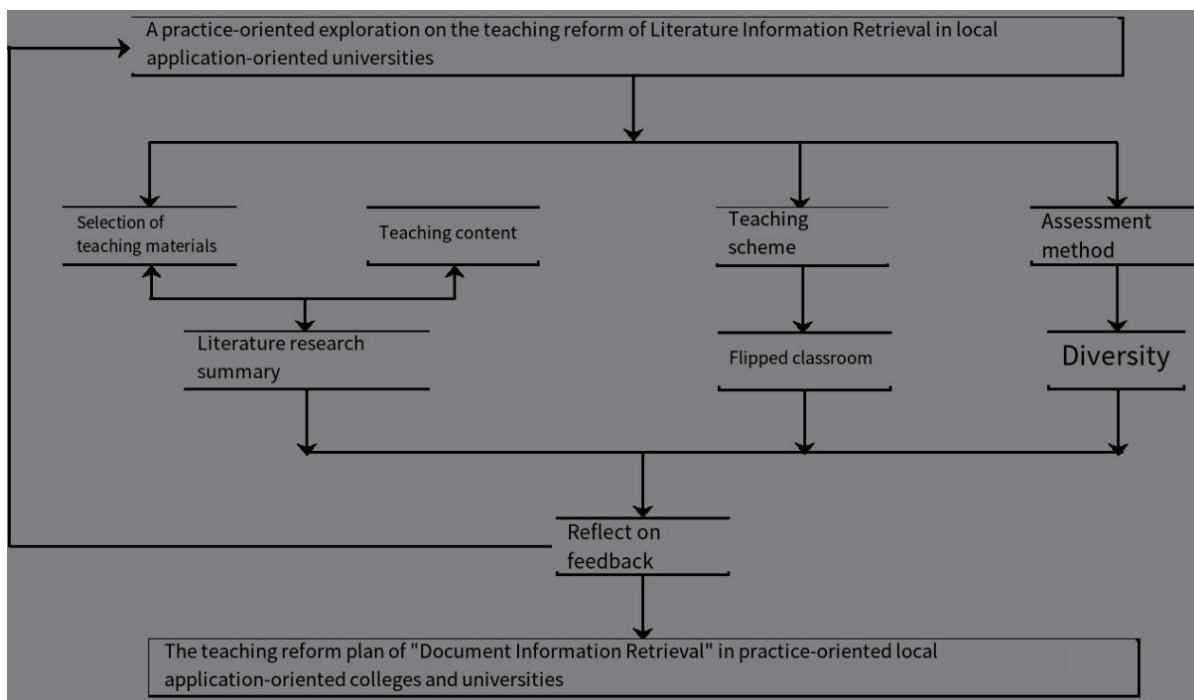 A practice-oriented exploration on the teaching reform of Literature Information Retrieval in local
application-oriented universities
Selection of
teaching materials
Teaching content
Teaching
scheme
Assessment
method
Literature research
summary
Flipped classroom
Diversity
Reflect on
feedback
The teaching reform plan of "Document Information Retrieval" in practice-oriented local
application-oriented colleges and universities